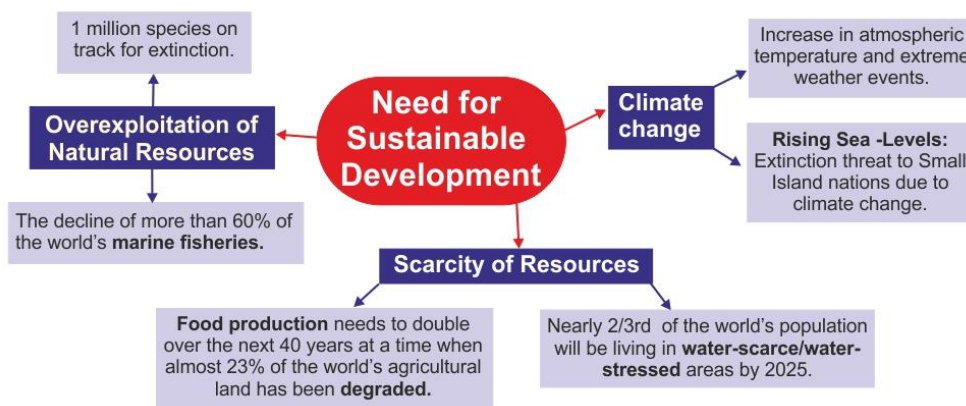 Need for
Sustainable
Development
Overexploitation of
Natural Resources
1 million species on
track for extinction.
The decline of more than 60% of
the world's marine fisheries.
Climate
change
Increase in atmospheric
temperature and extreme
weather events.
Rising Sea -Levels:
Extinction threat to Small
Island nations due to
climate change.
Scarcity of Resources
Food production needs to double
over the next 40 years at a time when
almost 23% of the world's agricultural
land has been degraded.
Nearly 2/3rd of the world's population
will be living in water-scarce/water-
stressed areas by 2025.